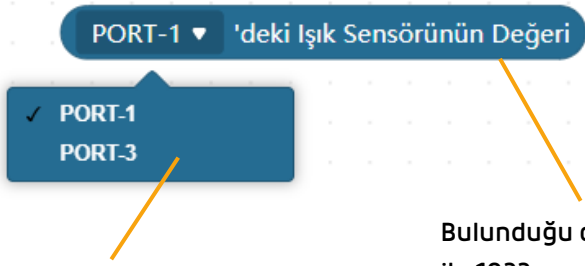 PORT-1 ▼ 'deki Işık Sensörünün Değeri
✓ PORT-1
PORT-3
Bulunduğu